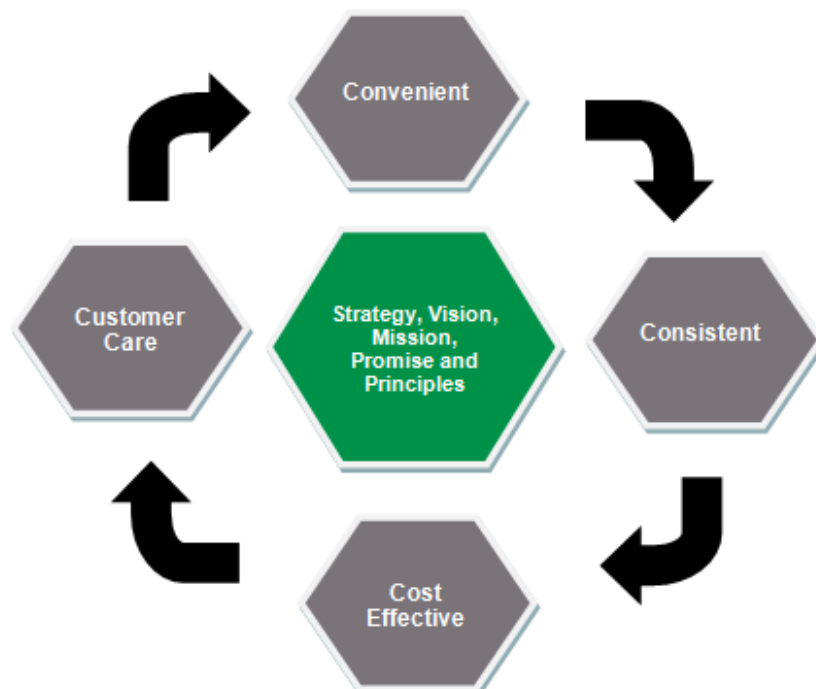 Convenient
Customer
Care
Strategy, Vision,
Mission,
Promise and
Principles
Consistent
Cost
Effective